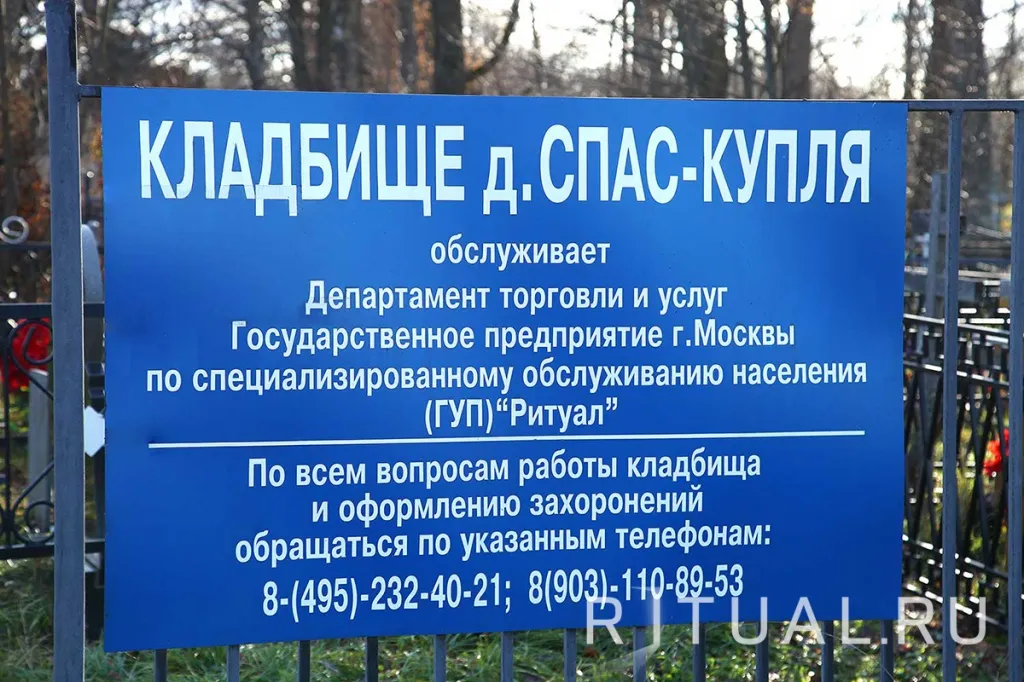 КЛАДБИЩЕ д. СПАС-КУПЛЯ
обслуживает
Департамент торговли и услуг
Государственное предприятие г.Москвы
по специализированному обслуживанию населения
(ГУП)“Ритуал”
По всем вопросам работы кладбища
и оформлению захоронений
обращаться по указанным телефонам:
8-(495)-232-40-21; 8(903)-110-89-53
RJTUAL.RU